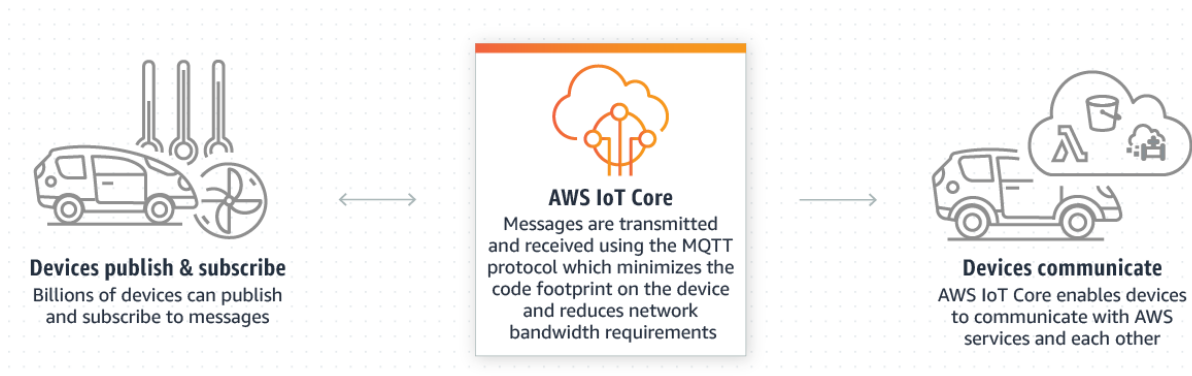 Devices publish & subscribe
Billions of devices can publish
and subscribe to messages
AWS IoT Core
Messages are transmitted
and received using the MQTT
protocol which minimizes the
code footprint on the device
and reduces network
bandwidth requirements
Devices communicate
AWS IoT Core enables devices
to communicate with AWS
services and each other